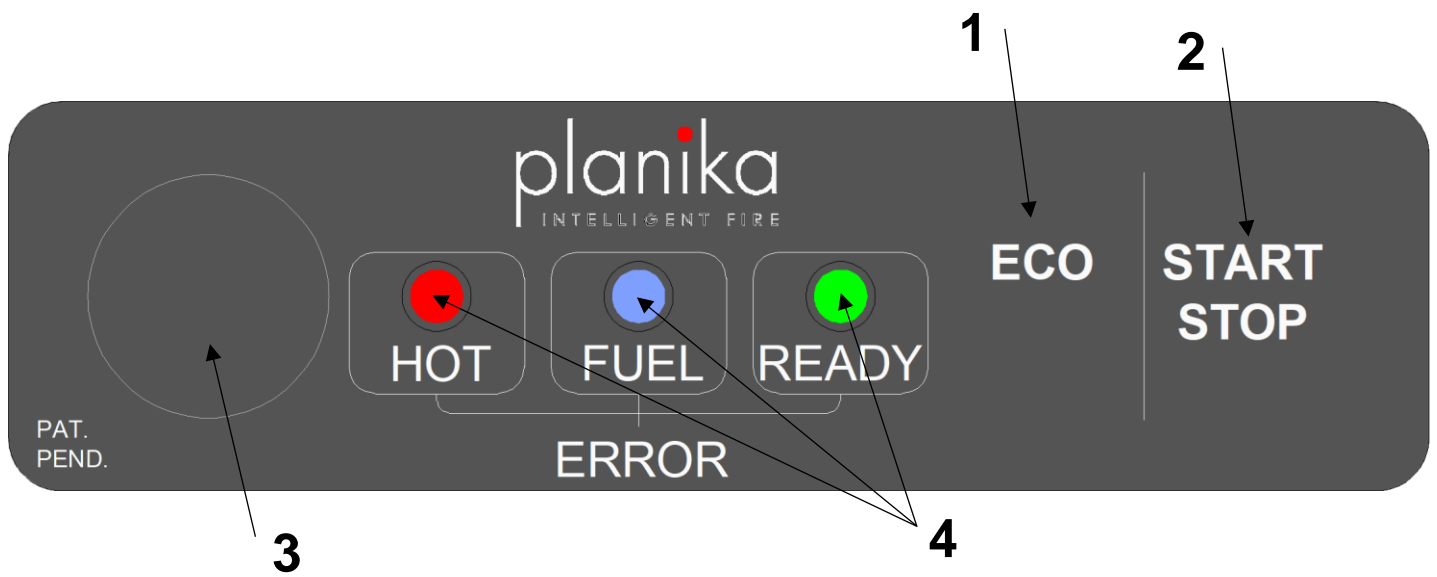 1
2
planika
INTELLIGENT FIRE
ECO
START
STOP
HOT
FUEL
READY
PAT.
PEND.
ERROR
3
4